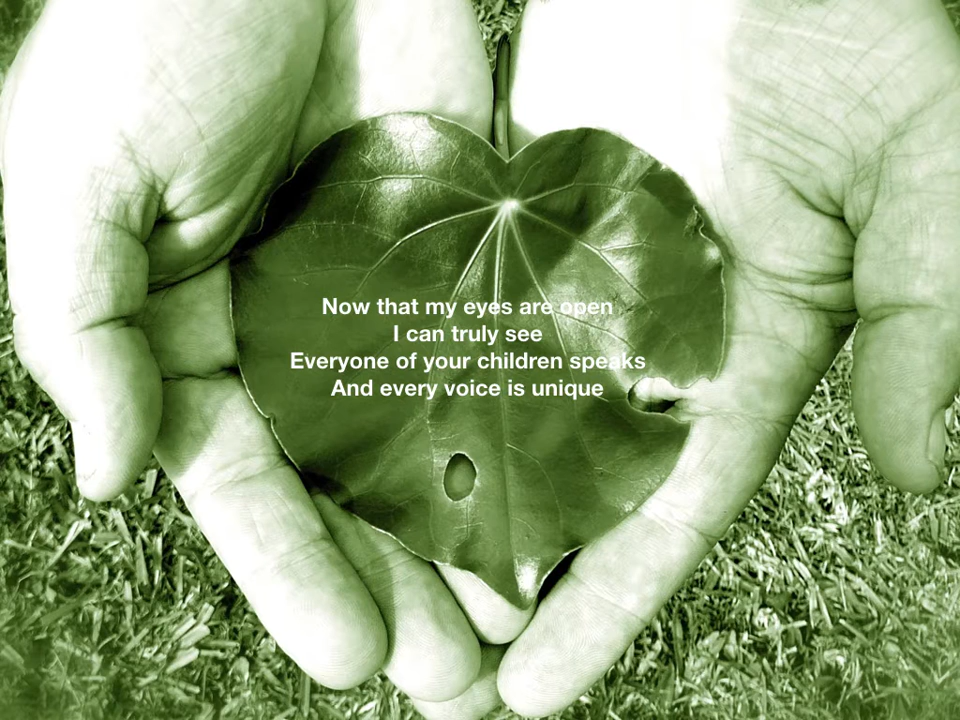 Now that my eyes are open
I can truly see
Everyone of your children speaks
And every voice is unique